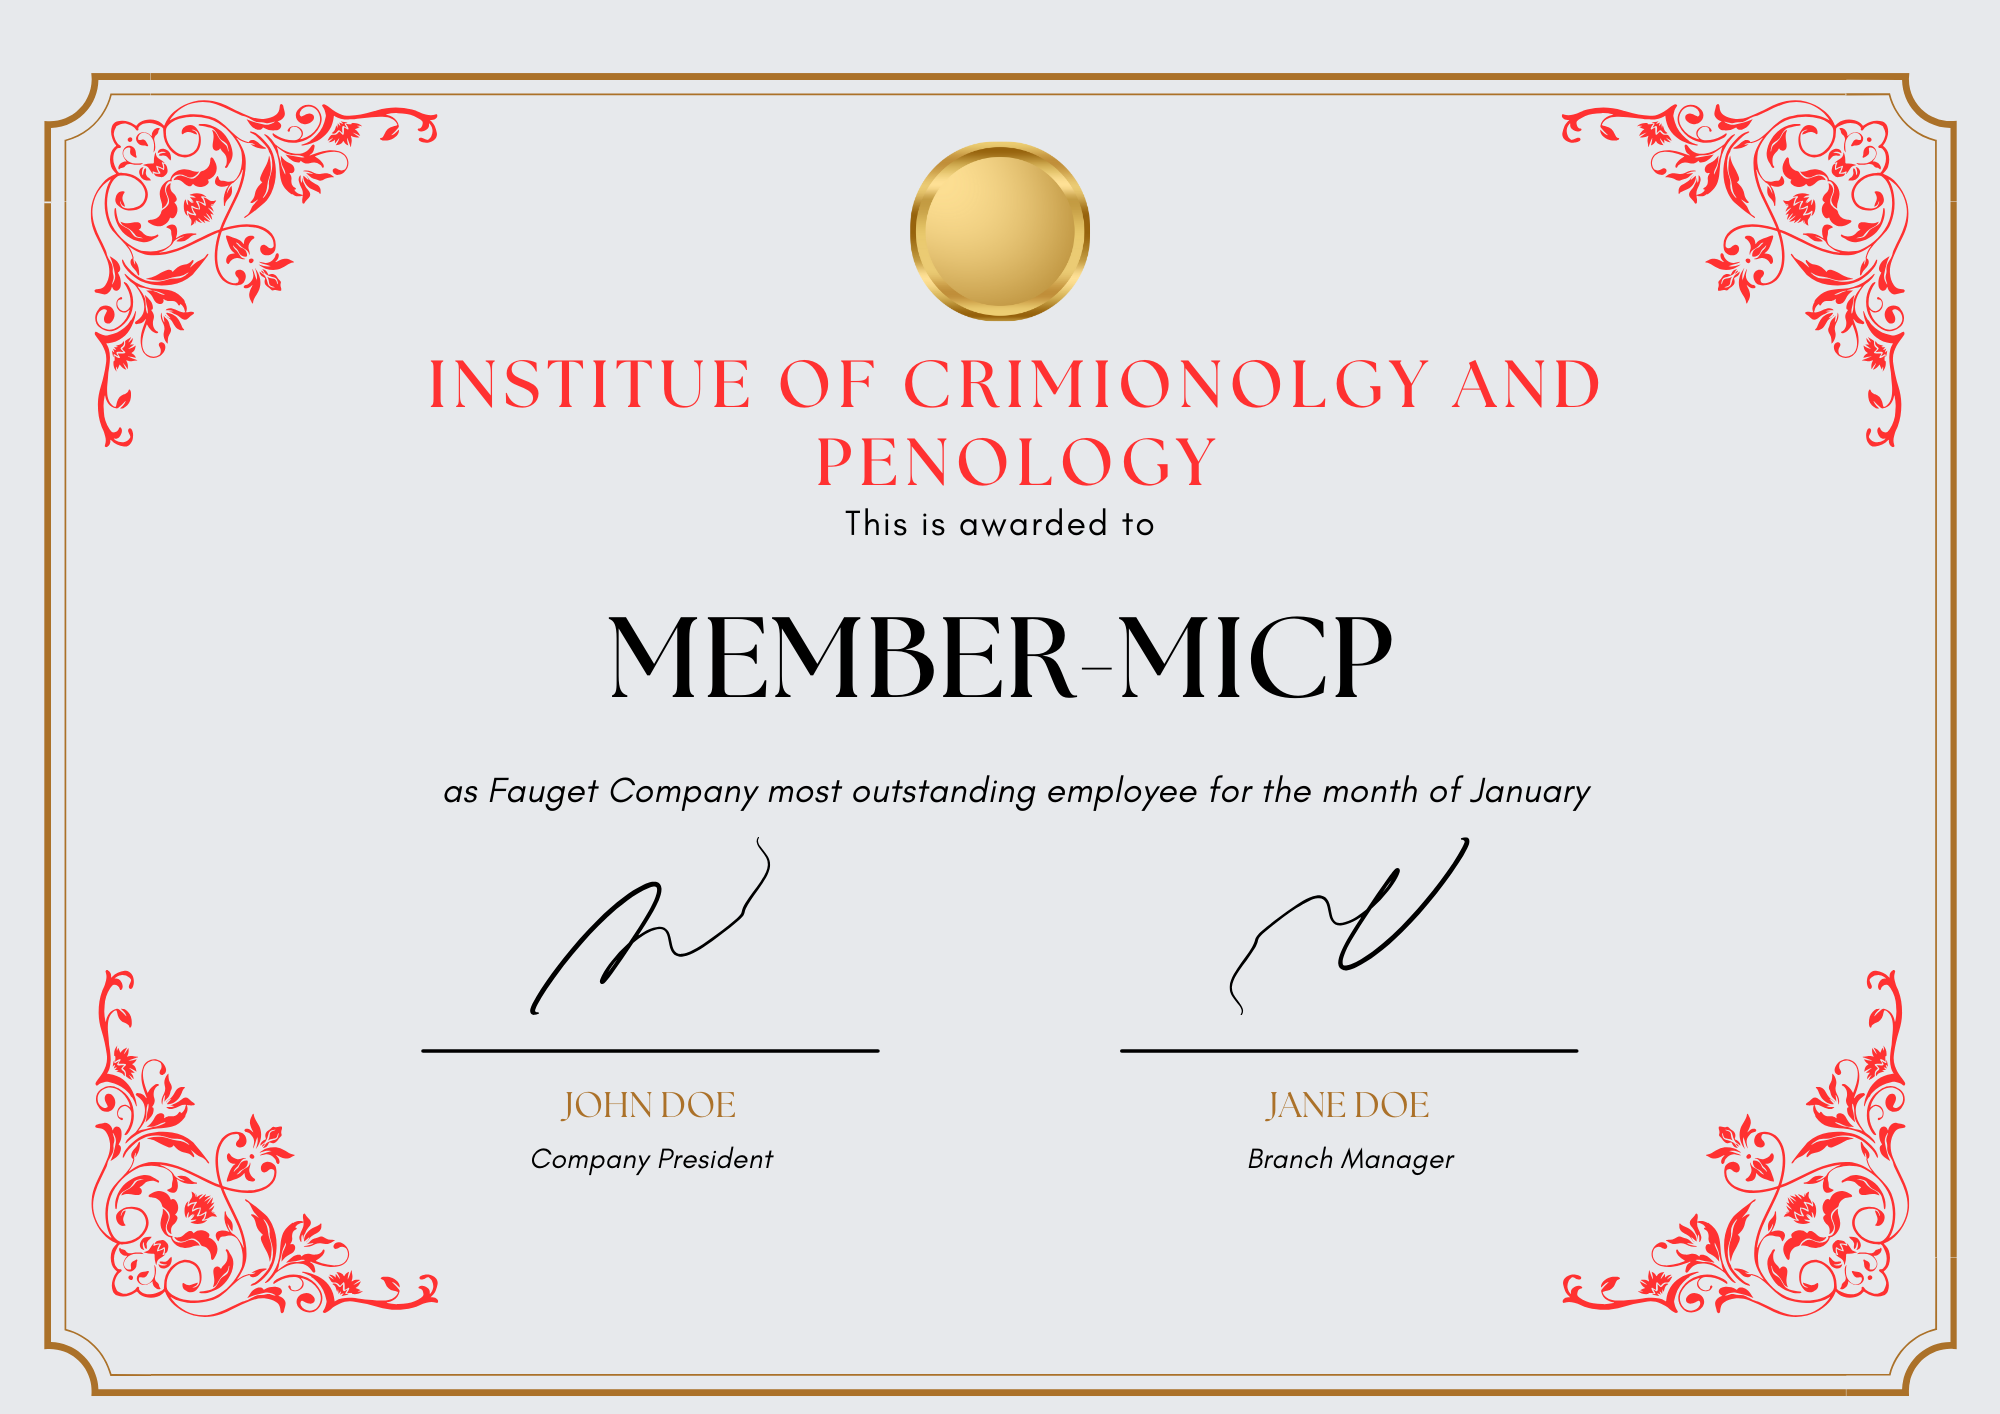 INSTITUE OF CRIMIONOLGY AND
PENOLOGY
This is awarded to
MEMBER-MICP
as Fauget Company most outstanding employee for the month of January
JOHN DOE
Company President
JANE DOE
Branch Manager